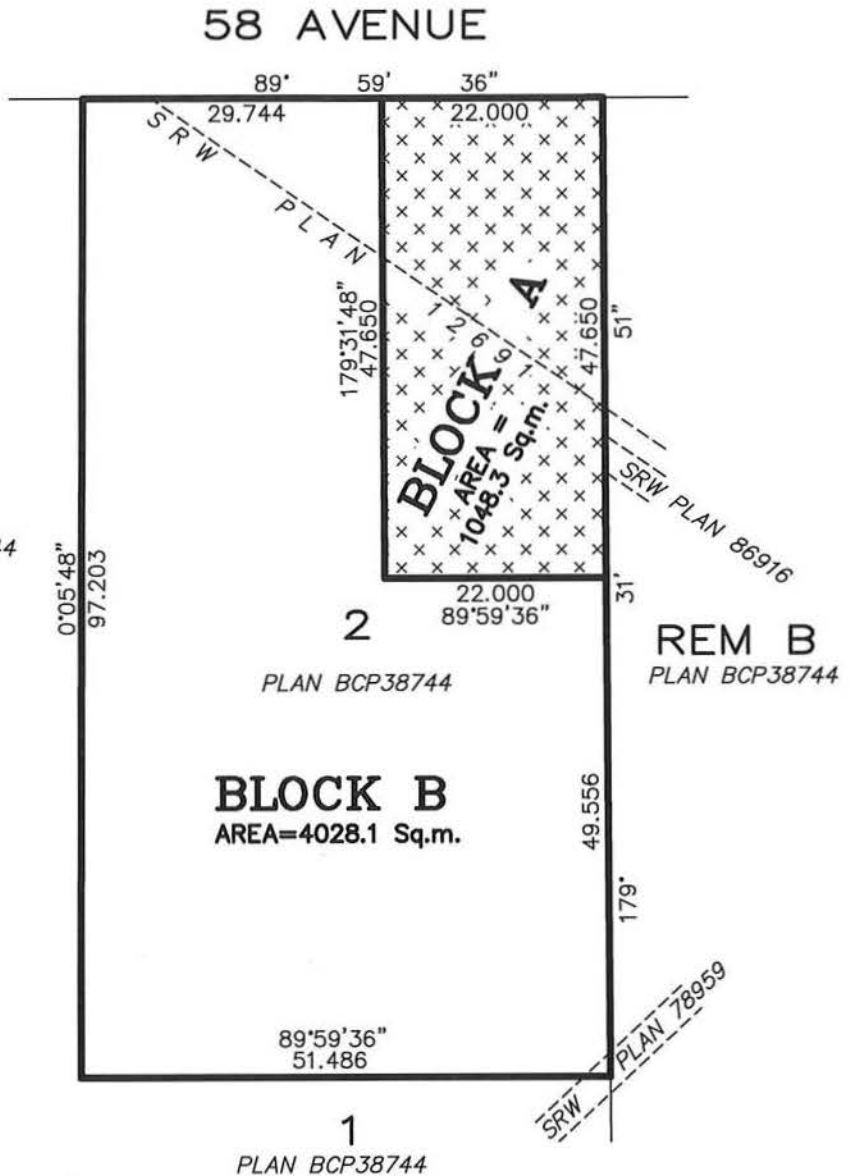 58 AVENUE
89° 59' 36"
29.744 22.000
SRW PLAN 12691
179°31'48"
47.650
BLOCK A
AREA =
1048.3 Sq.m.
47.650
51"
SRW PLAN 86916
4
0°05'48"
97.203
22.000
89°59'36"
31'
2
PLAN BCP38744
REM B
PLAN BCP38744
BLOCK B
AREA=4028.1 Sq.m.
49.556
179°
SRW PLAN 78959
89°59'36"
51.486
1
PLAN BCP38744